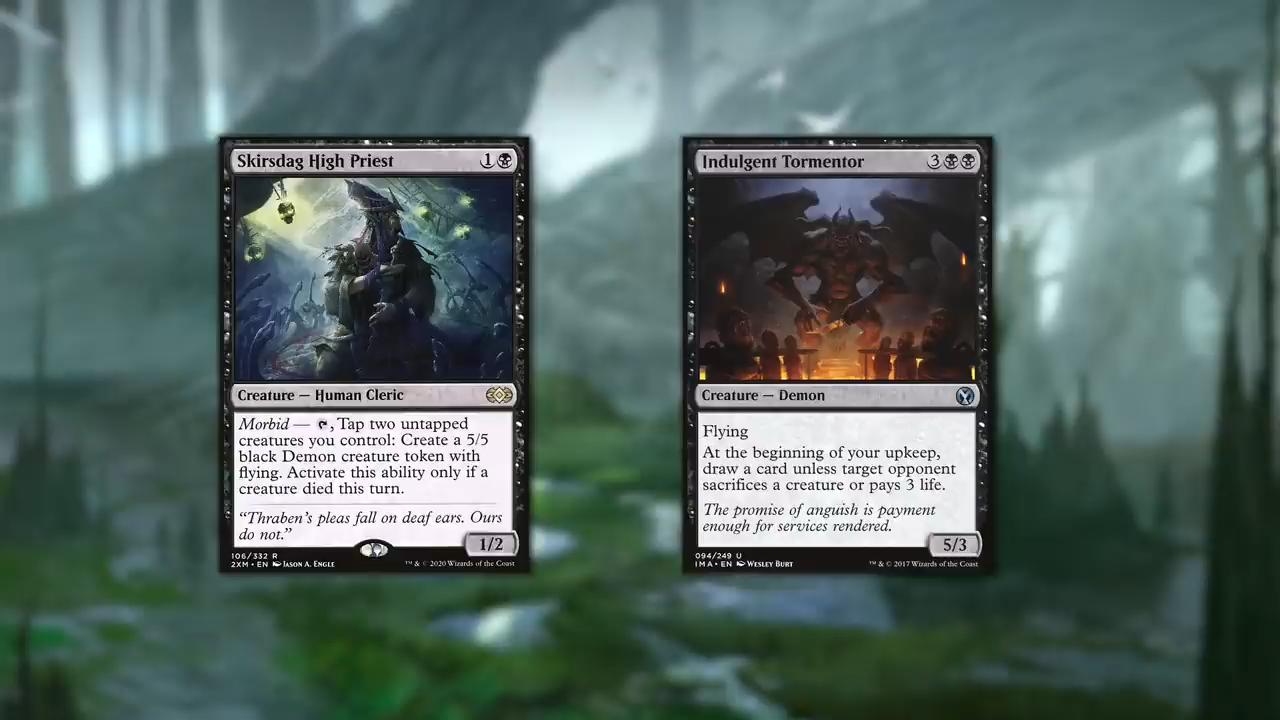 Skirsdag High Priest 1
Creature — Human Cleric
Morbid — , Tap two untapped
creatures you control: Create a 5/5
black Demon creature token with
flying. Activate this ability only if a
creature died this turn.
“Thraben’s pleas fall on deaf ears. Ours
do not.”
1/2
106/332 R
2XM • EN Jason A. Engle
™ & © 2020 Wizards of the Coast
Indulgent Tormentor 3
Creature — Demon
Flying
At the beginning of your upkeep,
draw a card unless target opponent
sacrifices a creature or pays 3 life.
The promise of anguish is payment
enough for services rendered.
5/3
094/249 U
IMA • EN Wesley Burt
™ & © 2017 Wizards of the Coast